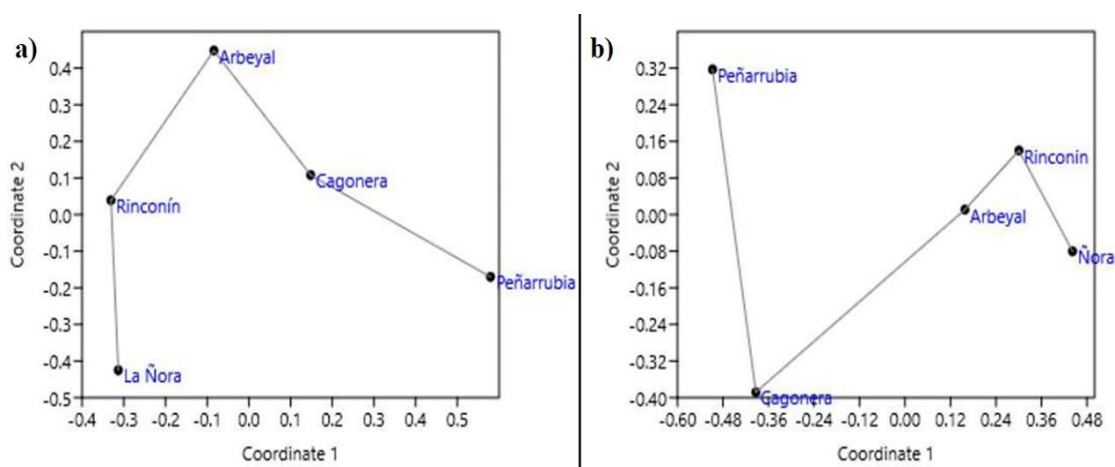 a)
Coordinate 2
0.4
0.3
0.2
0.1
0.0
-0.1
-0.2
-0.3
-0.4
-0.5
Arbeyal
Cagonera
Rinconín
Peñarrubia
La Ñora
-0.4 -0.3 -0.2 -0.1 0.0 0.1 0.2 0.3 0.4 0.5
Coordinate 1
b)
Coordinate 2
0.32
0.24
0.16
0.08
0.00
-0.08
-0.16
-0.24
-0.32
-0.40
Peñarrubia
Rinconín
Arbeyal
Ñora
Cagonera
-0.60 -0.48 -0.36 -0.24 -0.12 0.00 0.12 0.24 0.36 0.48
Coordinate 1